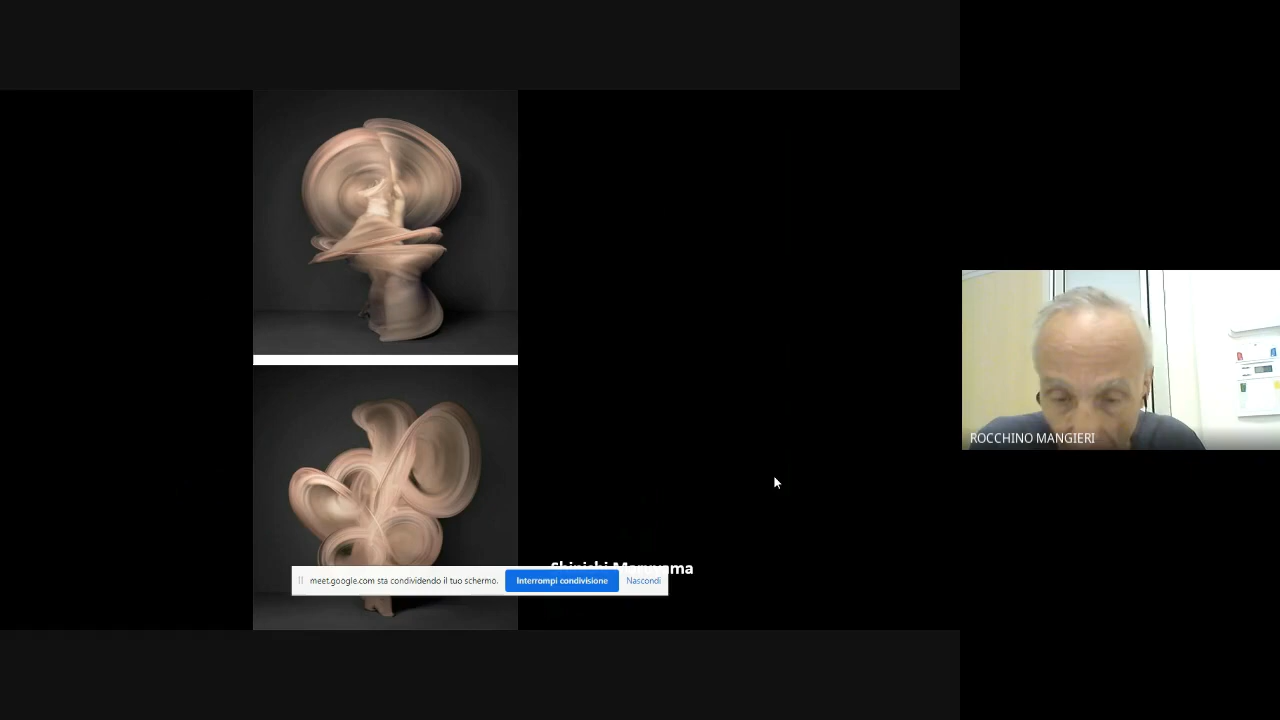 ROCCHINO MANGIERI
meet.google.com sta condividendo il tuo schermo.
Interrompi condivisione
Nascondi